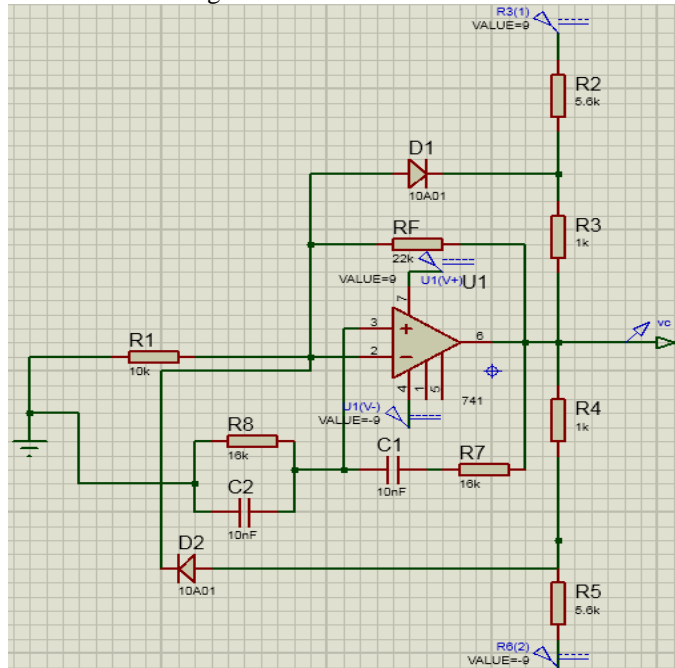 R3(1)
VALUE=9
R2
5.6k
D1
10A01
R3
1k
RF
22k
VALUE=9
U1(V+)
U1
7
3
6
vc
2
R1
10k
4
1
5
741
U1(V-)
VALUE=-9
R4
1k
R8
16k
C1
10nF
R7
16k
C2
10nF
D2
10A01
R5
5.6k
R6(2)
VALUE=-9